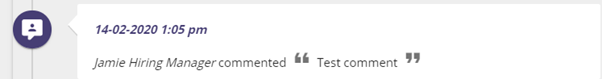 14-02-2020 1:05 pm
Jamie Hiring Manager commented ❝ Test comment ❞